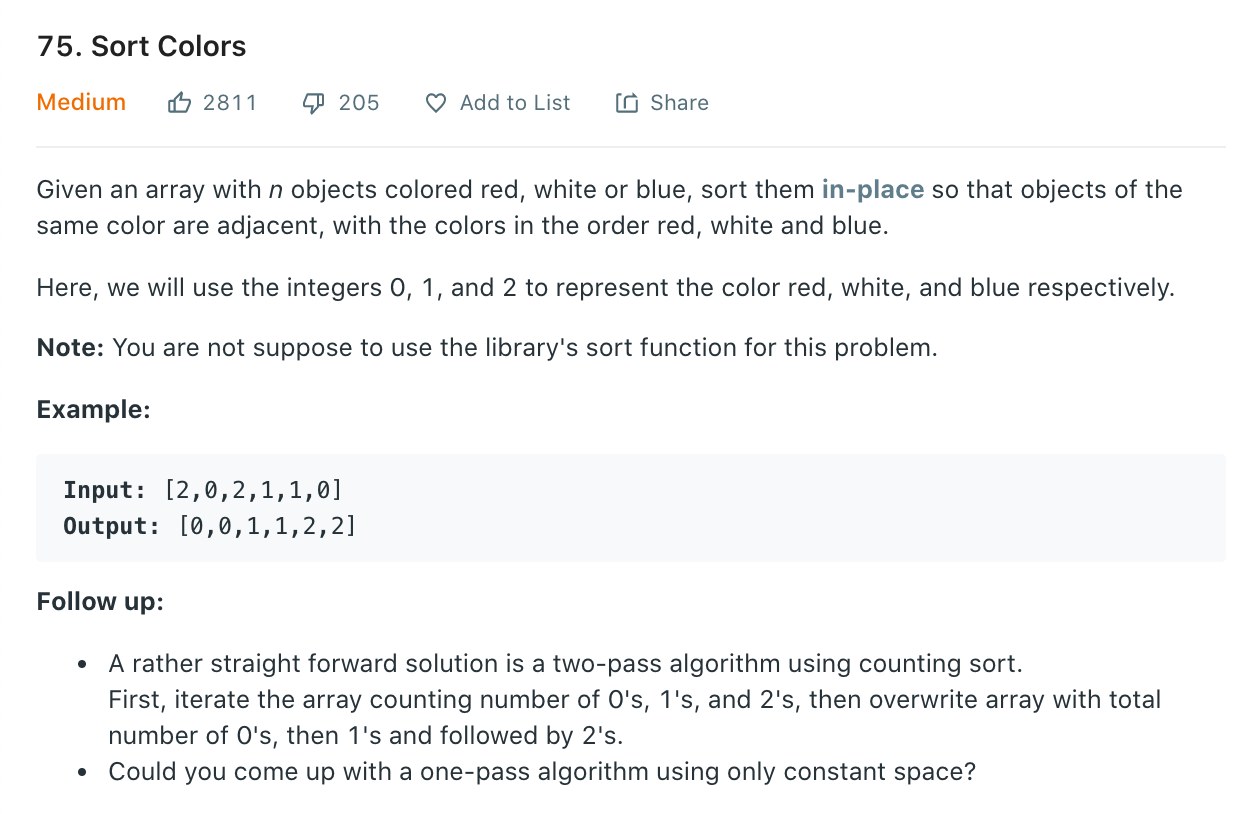 75. Sort Colors
Medium 2811 205 Add to List Share
Given an array with n objects colored red, white or blue, sort them in-place so that objects of the
same color are adjacent, with the colors in the order red, white and blue.
Here, we will use the integers 0, 1, and 2 to represent the color red, white, and blue respectively.
Note: You are not suppose to use the library's sort function for this problem.
Example:
Input: [2,0,2,1,1,0]
Output: [0,0,1,1,2,2]
Follow up:
• A rather straight forward solution is a two-pass algorithm using counting sort.
First, iterate the array counting number of 0's, 1's, and 2's, then overwrite array with total
number of 0's, then 1's and followed by 2's.
• Could you come up with a one-pass algorithm using only constant space?